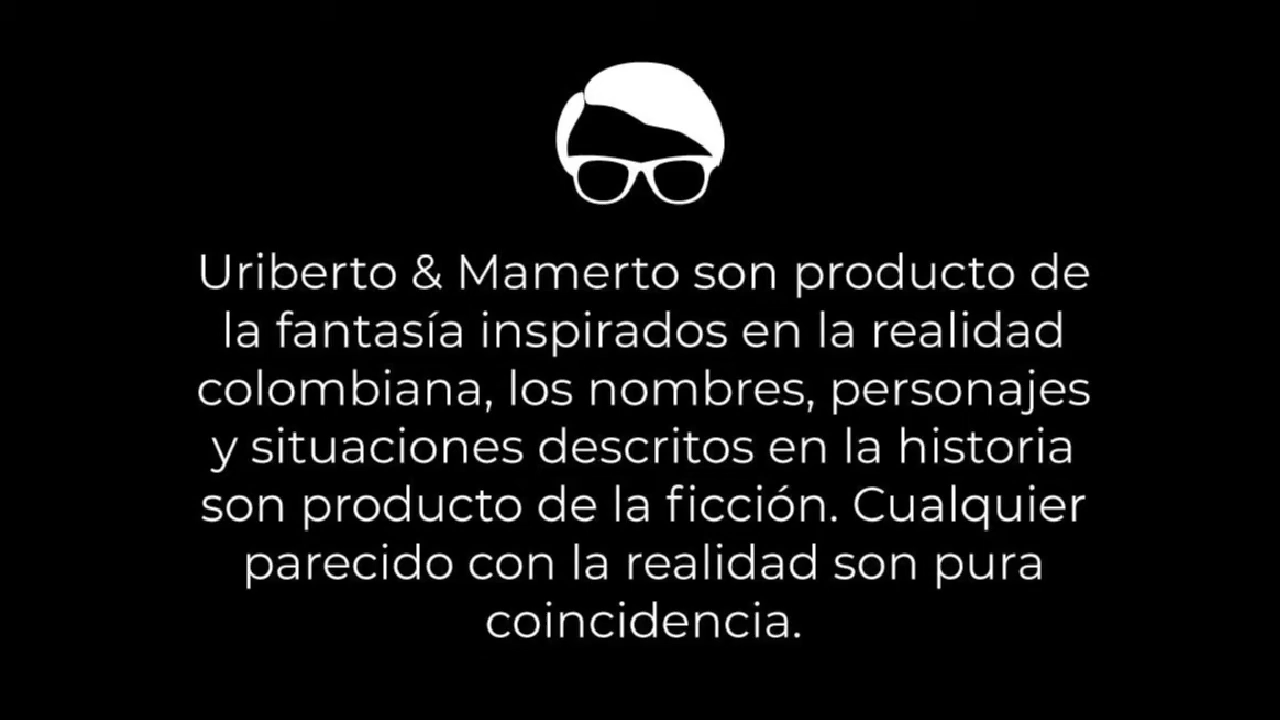 Uriberto & Mamerto son producto de
la fantasía inspirados en la realidad
colombiana, los nombres, personajes
y situaciones descritos en la historia
son producto de la ficción. Cualquier
parecido con la realidad son pura
coincidencia.